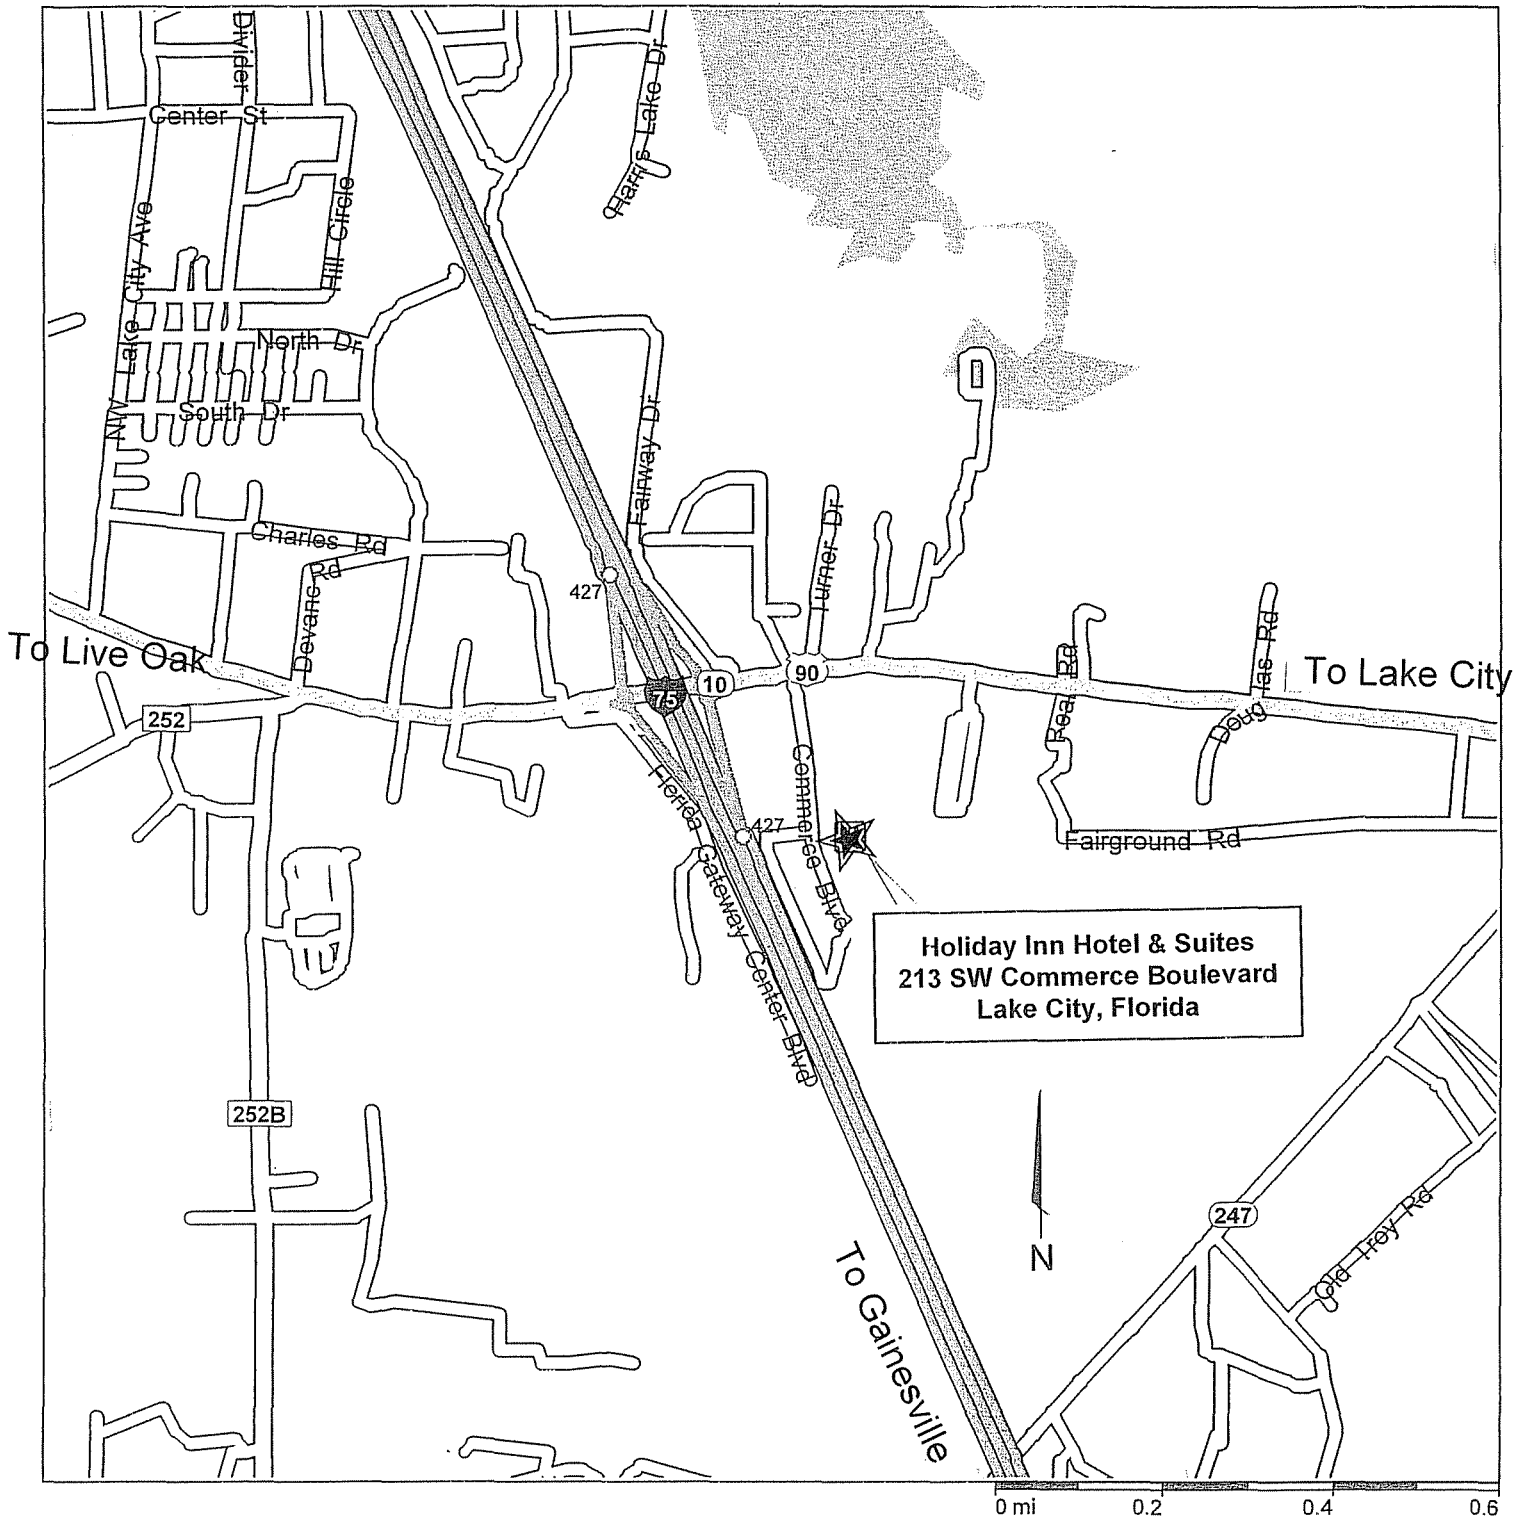 Divider
Center St
Harris Lake Dr
Hill Circle
NW Lake City Ave
North Dr
South Dr
Fairway Dr
Charles Rd
Rd
Devane
Turner Dr
427
To Live Oak
75
10
90
To Lake City
252
Douglas Rd
Commerce Blvd
427
Florida Gateway Center Blvd
Fairground Rd
Holiday Inn Hotel & Suites
213 SW Commerce Boulevard
Lake City, Florida
252B
N
247
Old Troy Rd
To Gainesville
0 mi 0.2 0.4 0.6